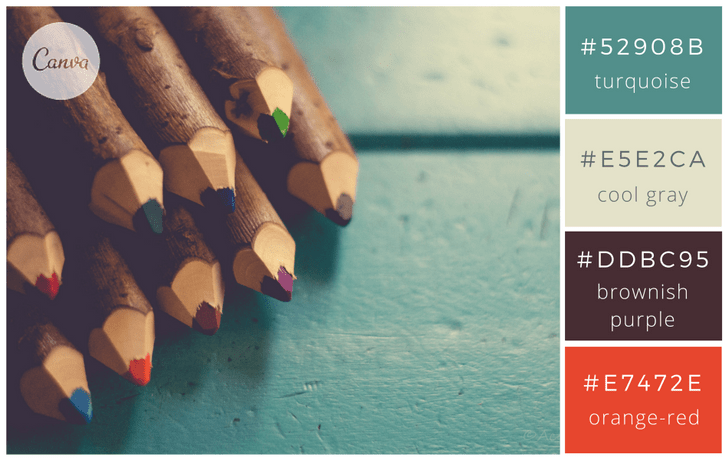 Canva
#52908B
turquoise
#E5E2CA
cool gray
#DDBC95
brownish
purple
#E7472E
orange-red